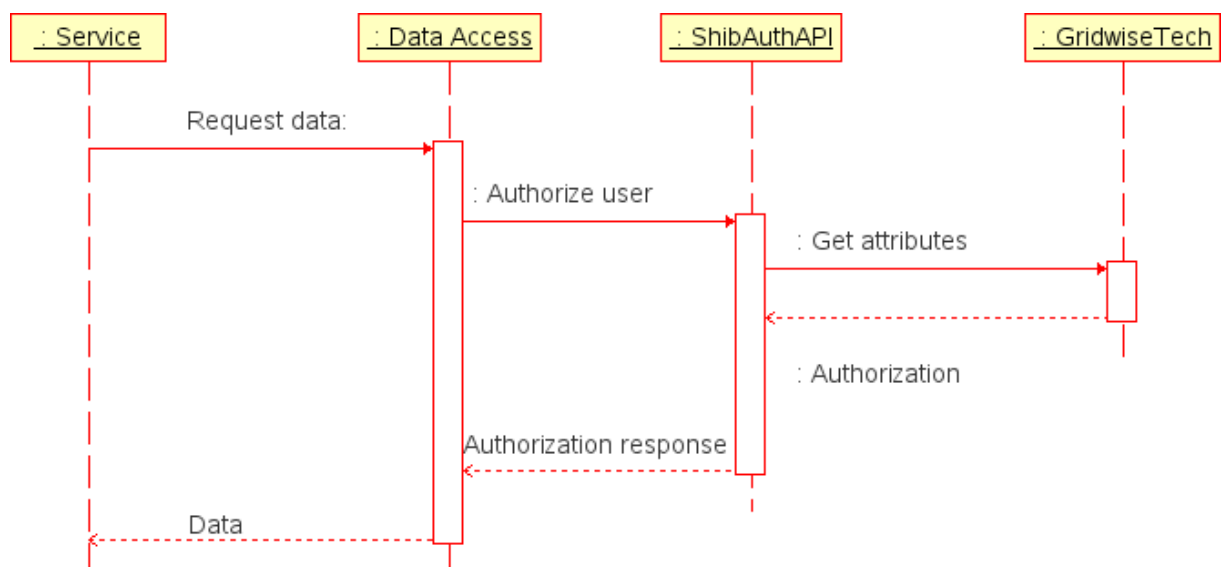 : Service
: Data Access
: ShibAuthAPI
: GridwiseTech
Request data:
: Authorize user
: Get attributes
: Authorization
Authorization response
Data